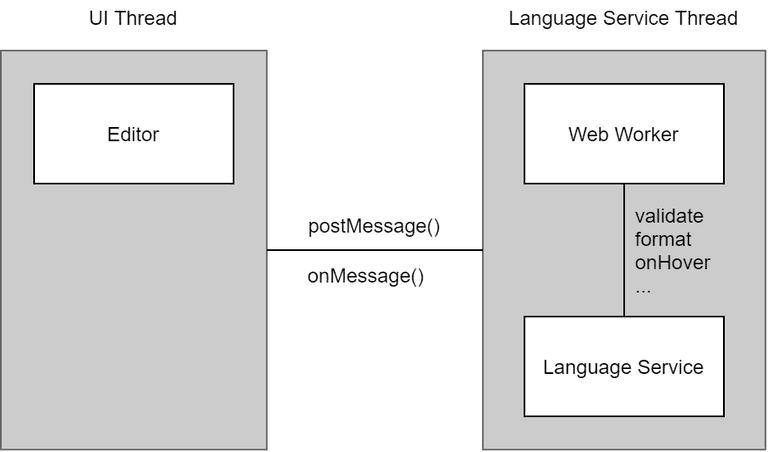 UI Thread
Language Service Thread
Editor
Web Worker
postMessage()
onMessage()
validate
format
onHover
...
Language Service